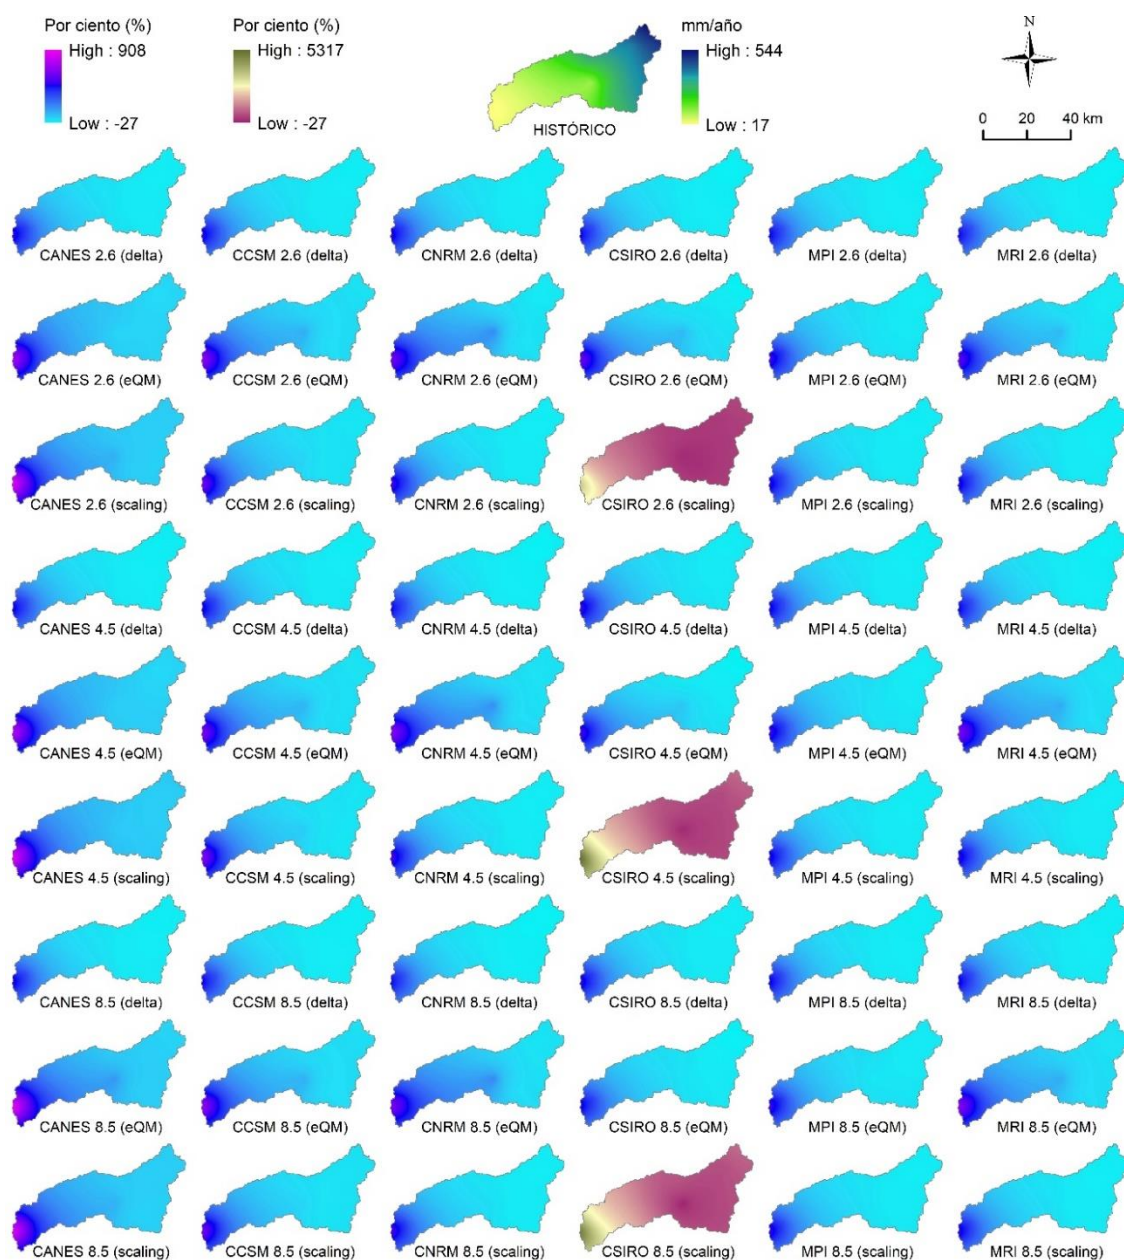 Por ciento (%)
High : 908
Low : -27
Por ciento (%)
High : 5317
Low : -27
HISTÓRICO
mm/año
High : 544
Low : 17
N
0 20 40 km
CANES 2.6 (delta) CCSM 2.6 (delta) CNRM 2.6 (delta) CSIRO 2.6 (delta) MPI 2.6 (delta) MRI 2.6 (delta)
CANES 2.6 (eQM) CCSM 2.6 (eQM) CNRM 2.6 (eQM) CSIRO 2.6 (eQM) MPI 2.6 (eQM) MRI 2.6 (eQM)
CANES 2.6 (scaling) CCSM 2.6 (scaling) CNRM 2.6 (scaling) CSIRO 2.6 (scaling) MPI 2.6 (scaling) MRI 2.6 (scaling)
CANES 4.5 (delta) CCSM 4.5 (delta) CNRM 4.5 (delta) CSIRO 4.5 (delta) MPI 4.5 (delta) MRI 4.5 (delta)
CANES 4.5 (eQM) CCSM 4.5 (eQM) CNRM 4.5 (eQM) CSIRO 4.5 (eQM) MPI 4.5 (eQM) MRI 4.5 (eQM)
CANES 4.5 (scaling) CCSM 4.5 (scaling) CNRM 4.5 (scaling) CSIRO 4.5 (scaling) MPI 4.5 (scaling) MRI 4.5 (scaling)
CANES 8.5 (delta) CCSM 8.5 (delta) CNRM 8.5 (delta) CSIRO 8.5 (delta) MPI 8.5 (delta) MRI 8.5 (delta)
CANES 8.5 (eQM) CCSM 8.5 (eQM) CNRM 8.5 (eQM) CSIRO 8.5 (eQM) MPI 8.5 (eQM) MRI 8.5 (eQM)
CANES 8.5 (scaling) CCSM 8.5 (scaling) CNRM 8.5 (scaling) CSIRO 8.5 (scaling) MPI 8.5 (scaling) MRI 8.5 (scaling)